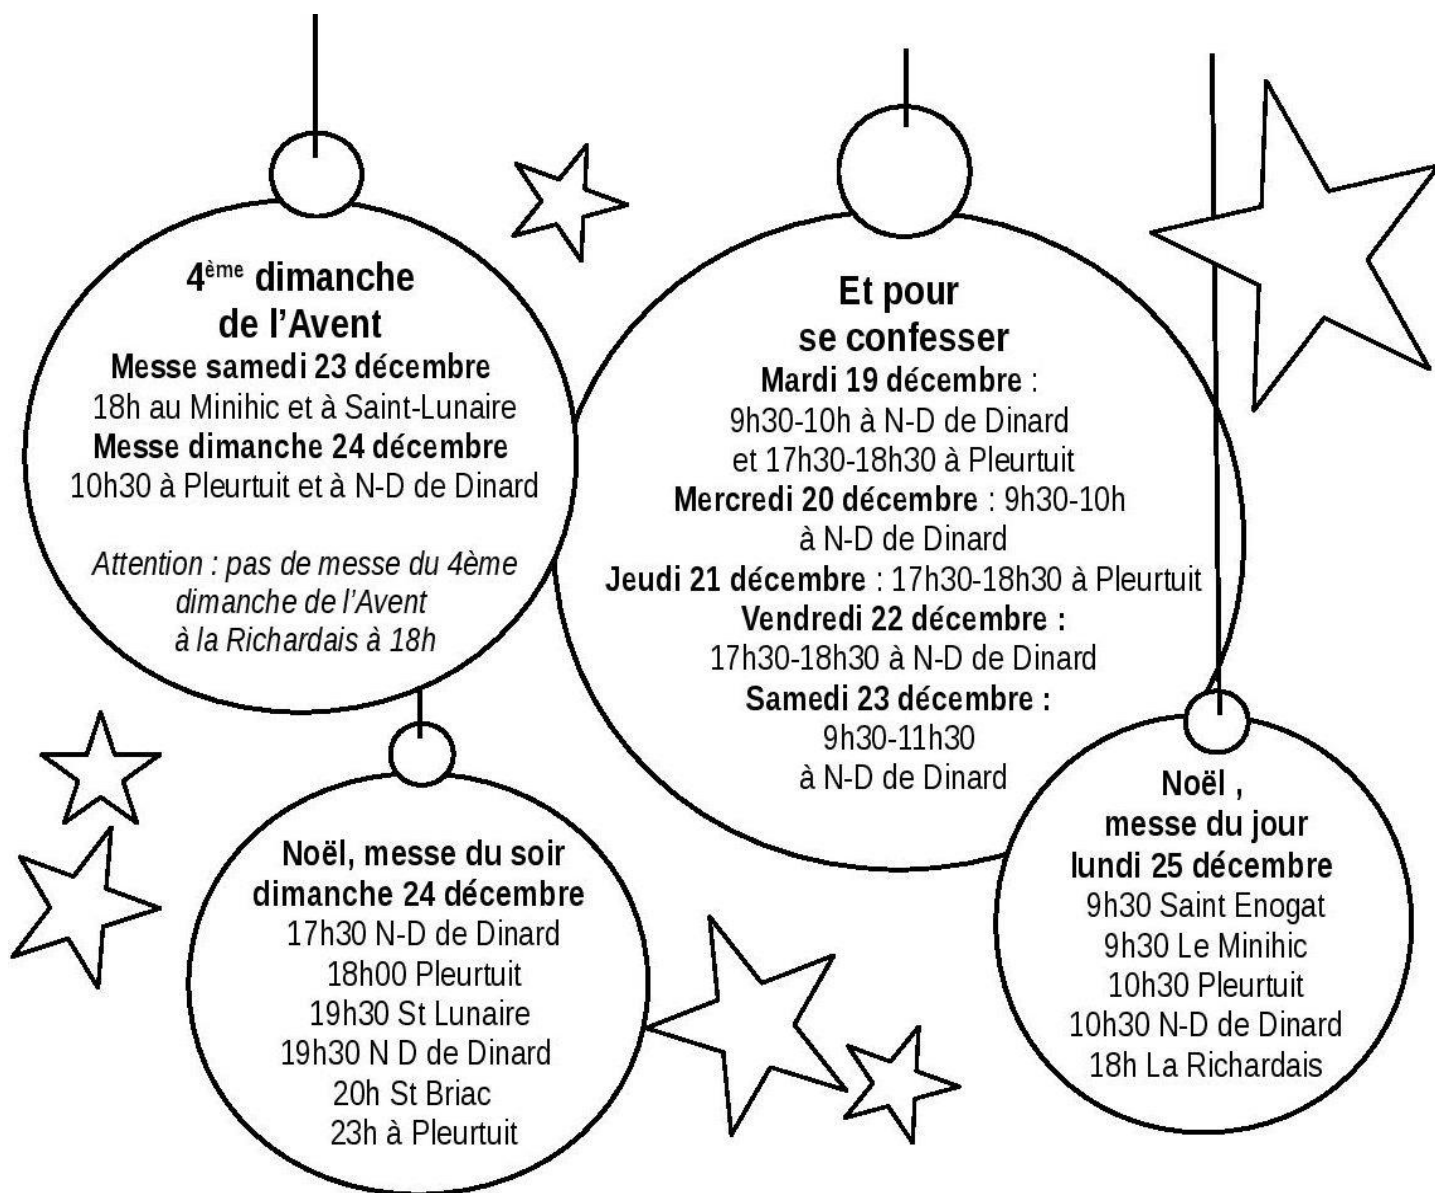 4ème dimanche
de l’Avent
Messe samedi 23 décembre
18h au Minihic et à Saint-Lunaire
Messe dimanche 24 décembre
10h30 à Pleurtuit et à N-D de Dinard
Attention : pas de messe du 4ème
dimanche de l’Avent
à la Richardais à 18h
Et pour
se confesser
Mardi 19 décembre :
9h30-10h à N-D de Dinard
et 17h30-18h30 à Pleurtuit
Mercredi 20 décembre : 9h30-10h
à N-D de Dinard
Jeudi 21 décembre : 17h30-18h30 à Pleurtuit
Vendredi 22 décembre :
17h30-18h30 à N-D de Dinard
Samedi 23 décembre :
9h30-11h30
à N-D de Dinard
Noël, messe du soir
dimanche 24 décembre
17h30 N-D de Dinard
18h00 Pleurtuit
19h30 St Lunaire
19h30 N D de Dinard
20h St Briac
23h à Pleurtuit
Noël ,
messe du jour
lundi 25 décembre
9h30 Saint Enogat
9h30 Le Minihic
10h30 Pleurtuit
10h30 N-D de Dinard
18h La Richardais